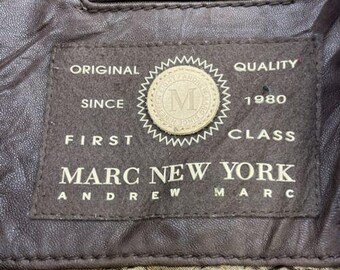 ORIGINAL QUALITY
SINCE M 1980
FIRST CLASS
MARC NEW YORK
ANDREW MARC